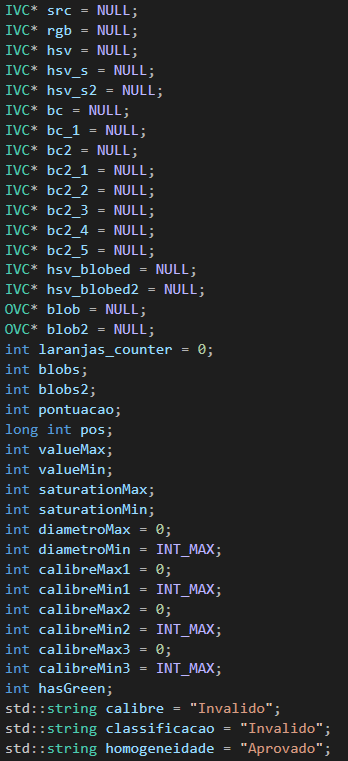 IVC* src = NULL;
IVC* rgb = NULL;
IVC* hsv = NULL;
IVC* hsv_s = NULL;
IVC* hsv_s2 = NULL;
IVC* bc = NULL;
IVC* bc_1 = NULL;
IVC* bc2 = NULL;
IVC* bc2_1 = NULL;
IVC* bc2_2 = NULL;
IVC* bc2_3 = NULL;
IVC* bc2_4 = NULL;
IVC* bc2_5 = NULL;
IVC* hsv_blobed = NULL;
IVC* hsv_blobed2 = NULL;
OVC* blob = NULL;
OVC* blob2 = NULL;
int laranjas_counter = 0;
int blobs;
int blobs2;
int pontuacao;
long int pos;
int valueMax;
int valueMin;
int saturationMax;
int saturationMin;
int diametroMax = 0;
int diametroMin = INT_MAX;
int calibreMax1 = 0;
int calibreMin1 = INT_MAX;
int calibreMax2 = 0;
int calibreMin2 = INT_MAX;
int calibreMax3 = 0;
int calibreMin3 = INT_MAX;
int hasGreen;
std::string calibre = "Invalido";
std::string classificacao = "Invalido";
std::string homogeneidade = "Aprovado";